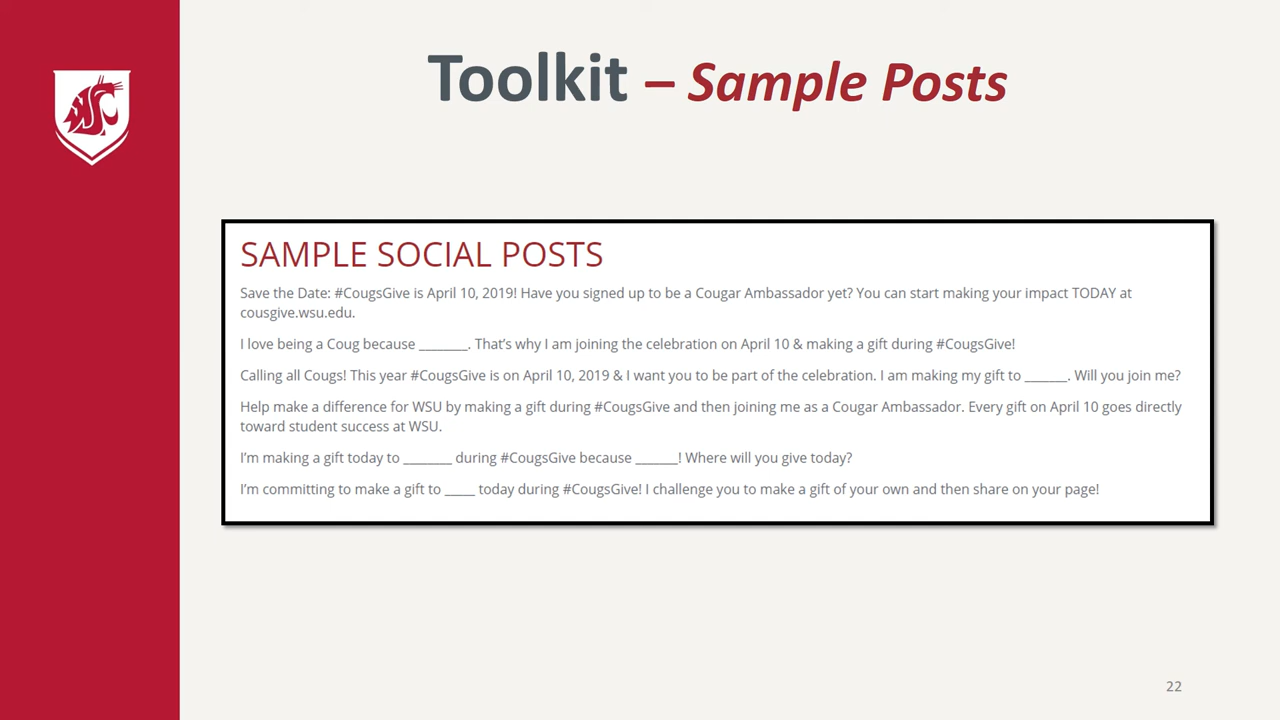 Toolkit – Sample Posts
SAMPLE SOCIAL POSTS
Save the Date: #CougsGive is April 10, 2019! Have you signed up to be a Cougar Ambassador yet? You can start making your impact TODAY at
cousgive.wsu.edu.
I love being a Coug because ________. That’s why I am joining the celebration on April 10 & making a gift during #CougsGive!
Calling all Cougs! This year #CougsGive is on April 10, 2019 & I want you to be part of the celebration. I am making my gift to _______. Will you join me?
Help make a difference for WSU by making a gift during #CougsGive and then joining me as a Cougar Ambassador. Every gift on April 10 goes directly
toward student success at WSU.
I’m making a gift today to ________ during #CougsGive because _______! Where will you give today?
I’m committing to make a gift to _____ today during #CougsGive! I challenge you to make a gift of your own and then share on your page!
22